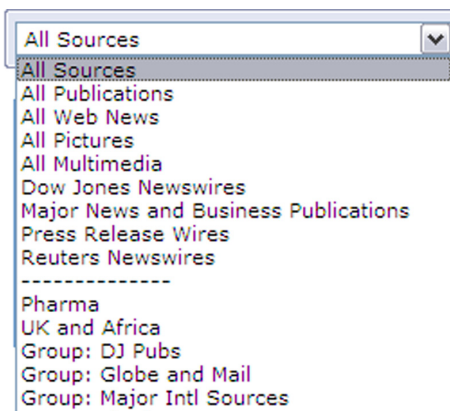 All Sources
All Sources
All Publications
All Web News
All Pictures
All Multimedia
Dow Jones Newswires
Major News and Business Publications
Press Release Wires
Reuters Newswires
--------------
Pharma
UK and Africa
Group: DJ Pubs
Group: Globe and Mail
Group: Major Intl Sources